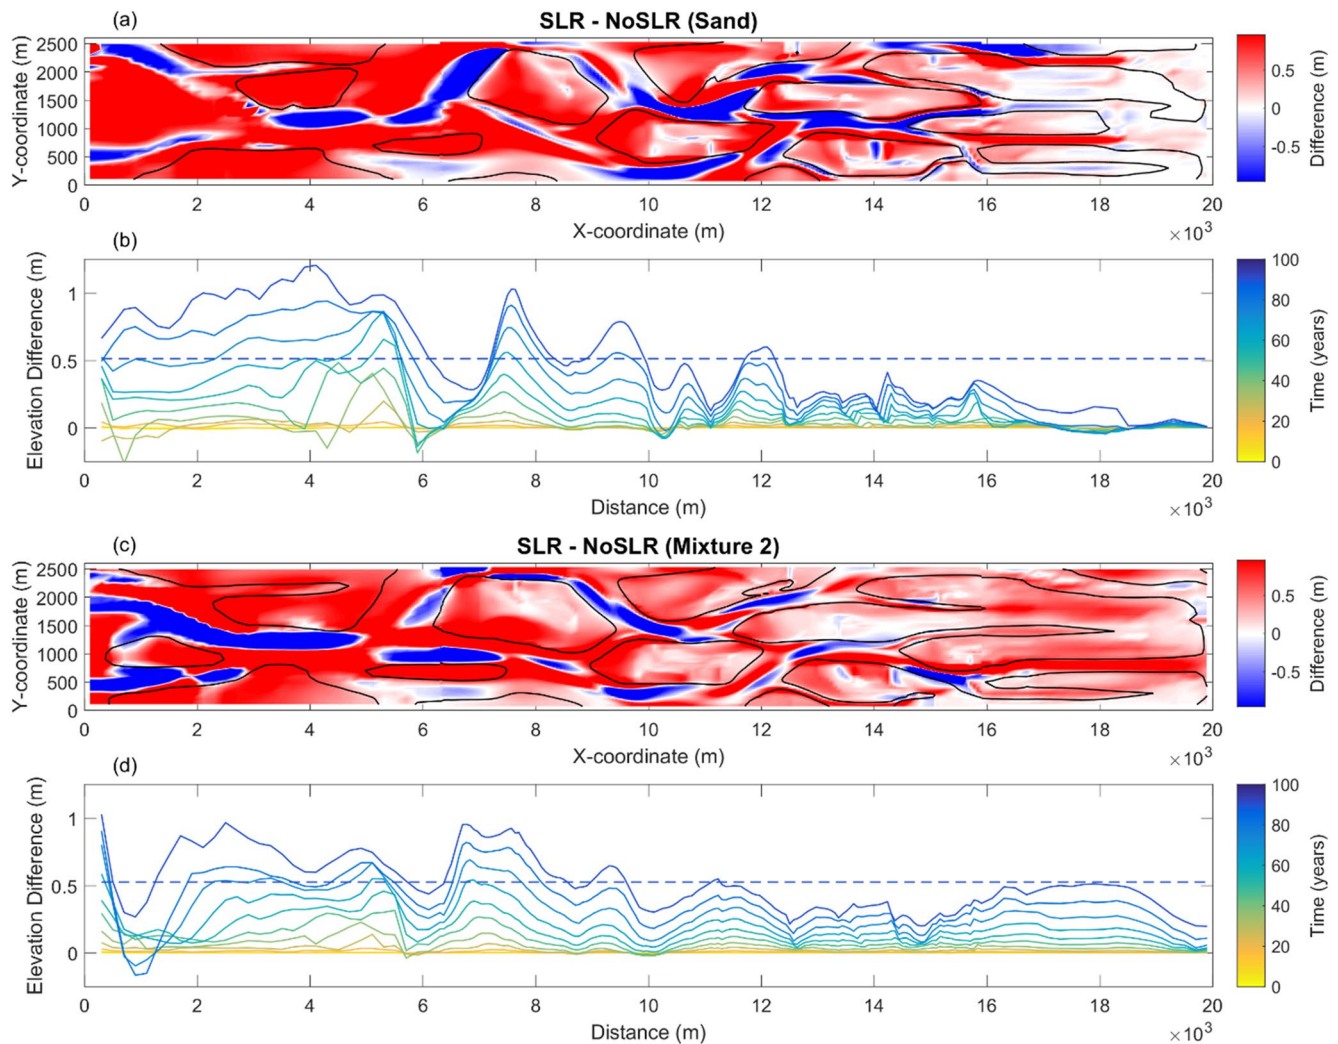 (a)
SLR - NoSLR (Sand)
Y-coordinate (m)
2500
2000
1500
1000
500
0
0 2 4 6 8 10 12 14 16 18 20
X-coordinate (m)
×10³
0.5
0
-0.5
Difference (m)
(b)
Elevation Difference (m)
1
0.5
0
0 2 4 6 8 10 12 14 16 18 20
Distance (m)
×10³
100
80
60
40
20
0
Time (years)
(c)
SLR - NoSLR (Mixture 2)
Y-coordinate (m)
2500
2000
1500
1000
500
0
0 2 4 6 8 10 12 14 16 18 20
X-coordinate (m)
×10³
0.5
0
-0.5
Difference (m)
(d)
Elevation Difference (m)
1
0.5
0
0 2 4 6 8 10 12 14 16 18 20
Distance (m)
×10³
100
80
60
40
20
0
Time (years)